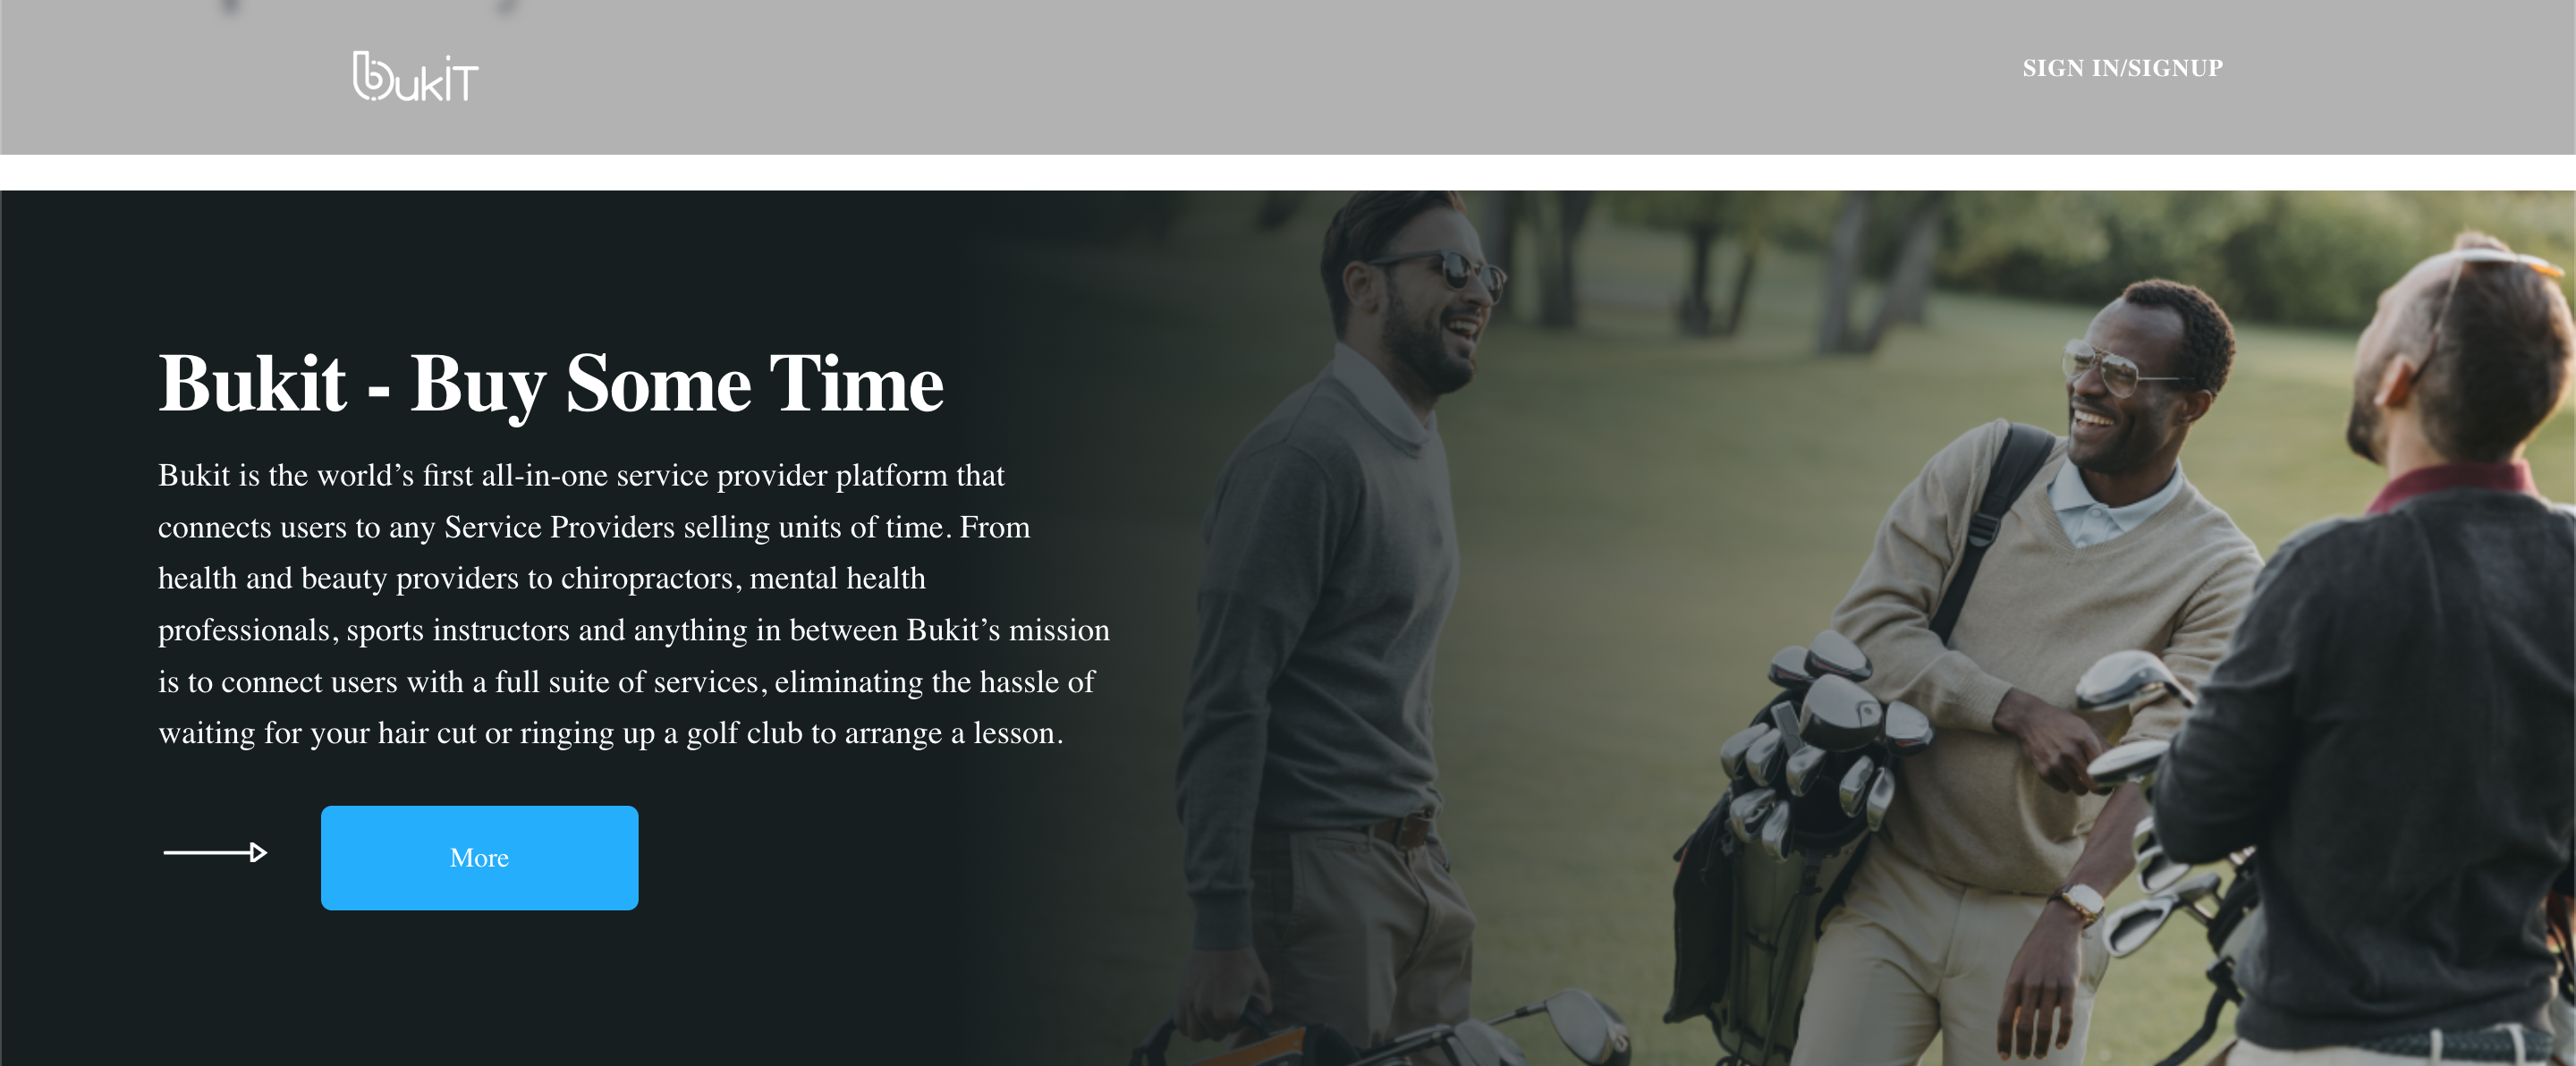 bukiT
SIGN IN/SIGNUP
Bukit - Buy Some Time
Bukit is the world’s first all-in-one service provider platform that
connects users to any Service Providers selling units of time. From
health and beauty providers to chiropractors, mental health
professionals, sports instructors and anything in between Bukit’s mission
is to connect users with a full suite of services, eliminating the hassle of
waiting for your hair cut or ringing up a golf club to arrange a lesson.
More